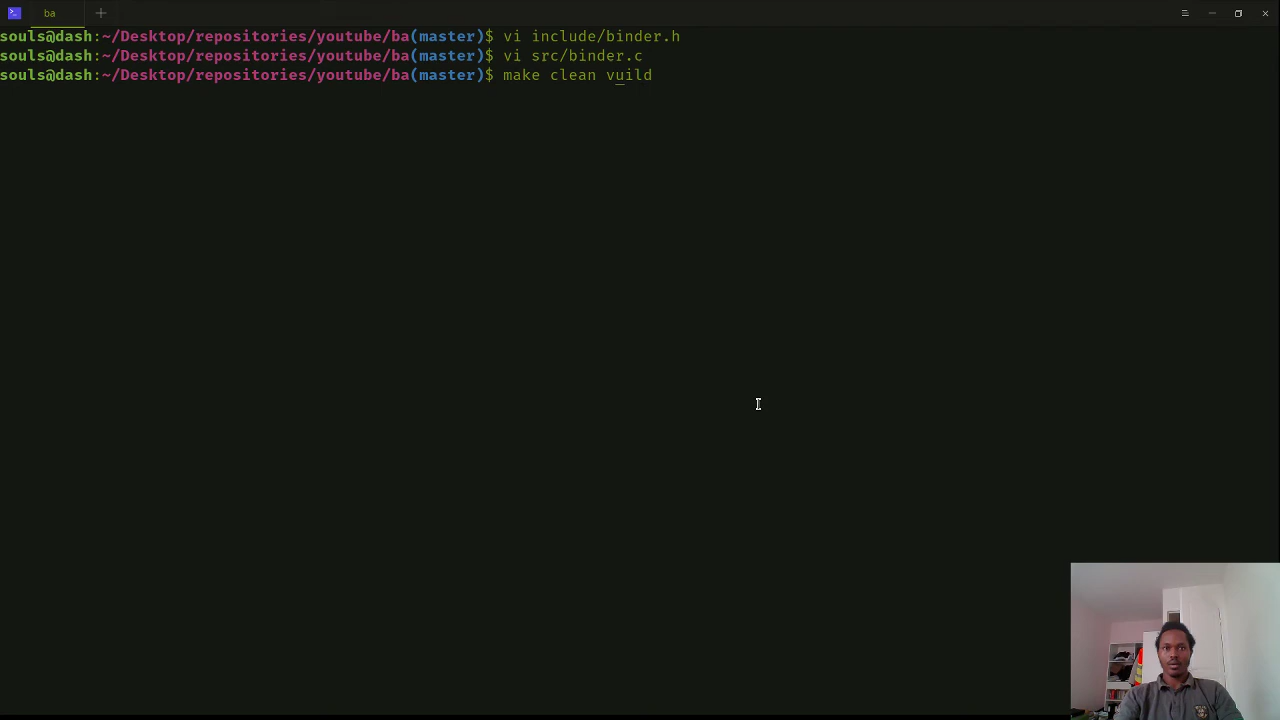 ba
souls@dash:~/Desktop/repositories/youtube/ba(master)$ vi include/binder.h
souls@dash:~/Desktop/repositories/youtube/ba(master)$ vi src/binder.c
souls@dash:~/Desktop/repositories/youtube/ba(master)$ make clean vuild